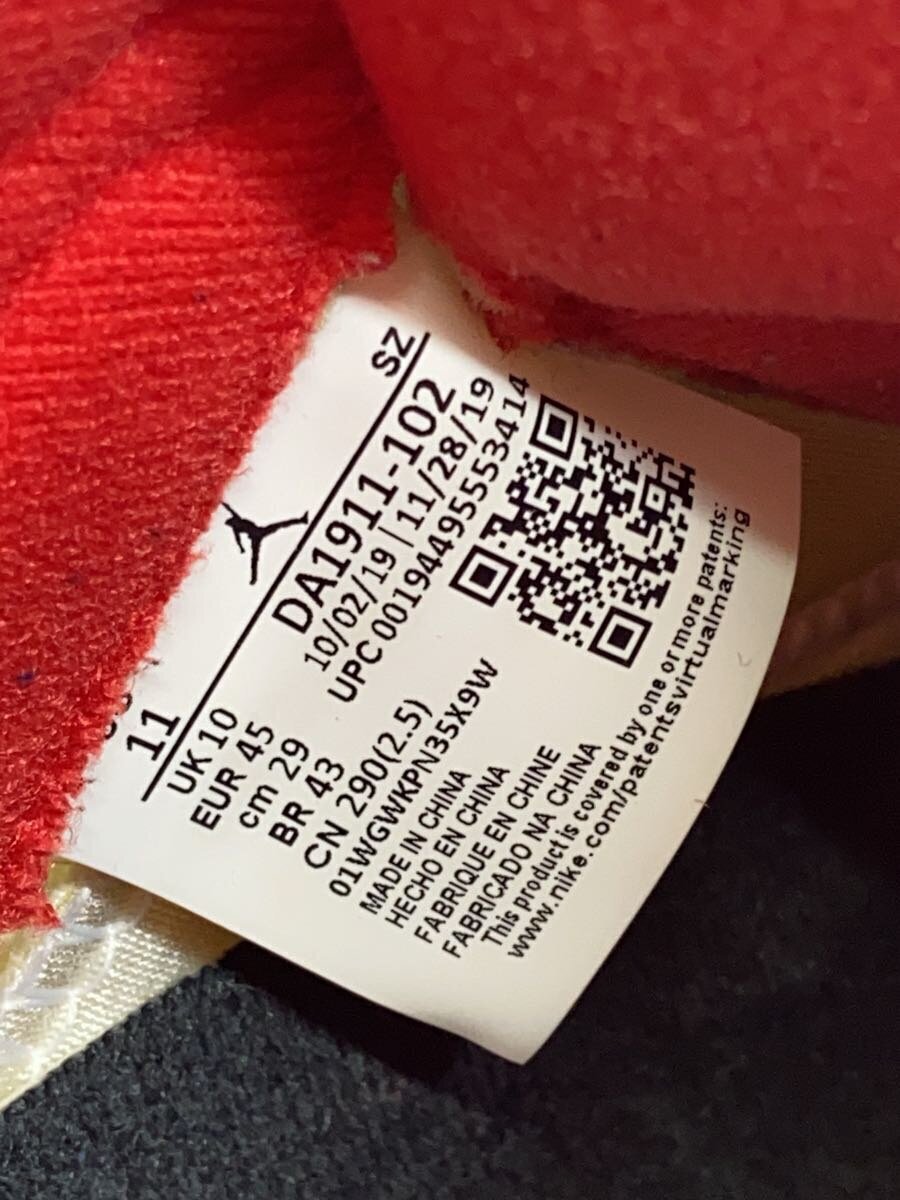 SZ
DA1911-102
10/02/19 | 11/28/19
UPC 00194495553414
11
UK 10
EUR 45
cm 29
BR 43
CN 290(2.5)
01WGWKPN35X9W
MADE IN CHINA
HECHO EN CHINA
FABRIQUE EN CHINE
FABRICADO NA CHINA
This product is covered by one or more patents:
www.nike.com/patentsvirtualmarking